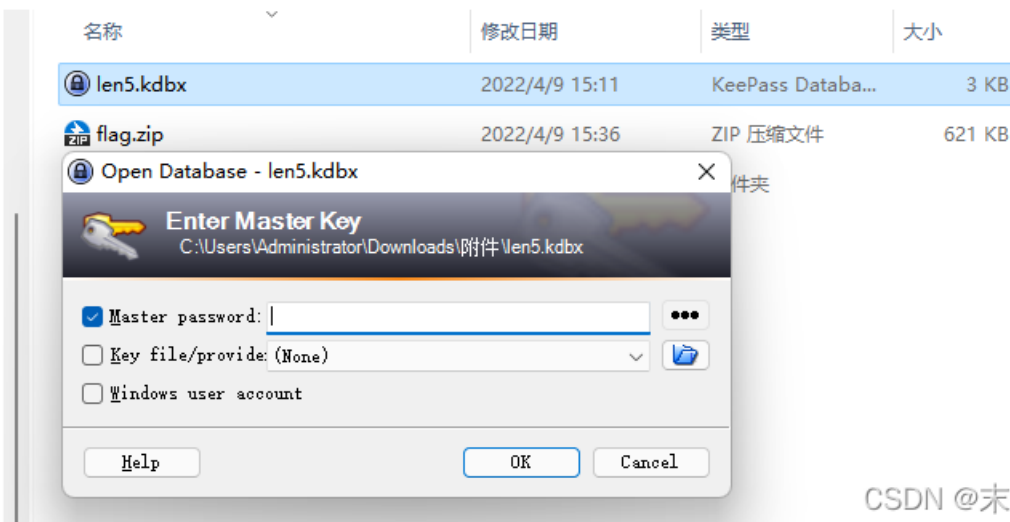 名称 修改日期 类型 大小
len5.kdbx 2022/4/9 15:11 KeePass Databa... 3 KB
flag.zip 2022/4/9 15:36 ZIP 压缩文件 621 KB
件夹
Open Database - len5.kdbx
Enter Master Key
C:\Users\Administrator\Downloads\附件\len5.kdbx
Master password:
Key file/provide: (None)
Windows user account
Help OK Cancel
CSDN @末